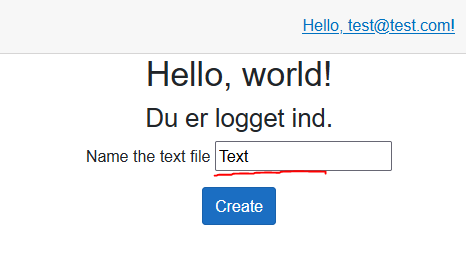 Hello, test@test.com!
Hello, world!
Du er logget ind.
Name the text file Text
Create